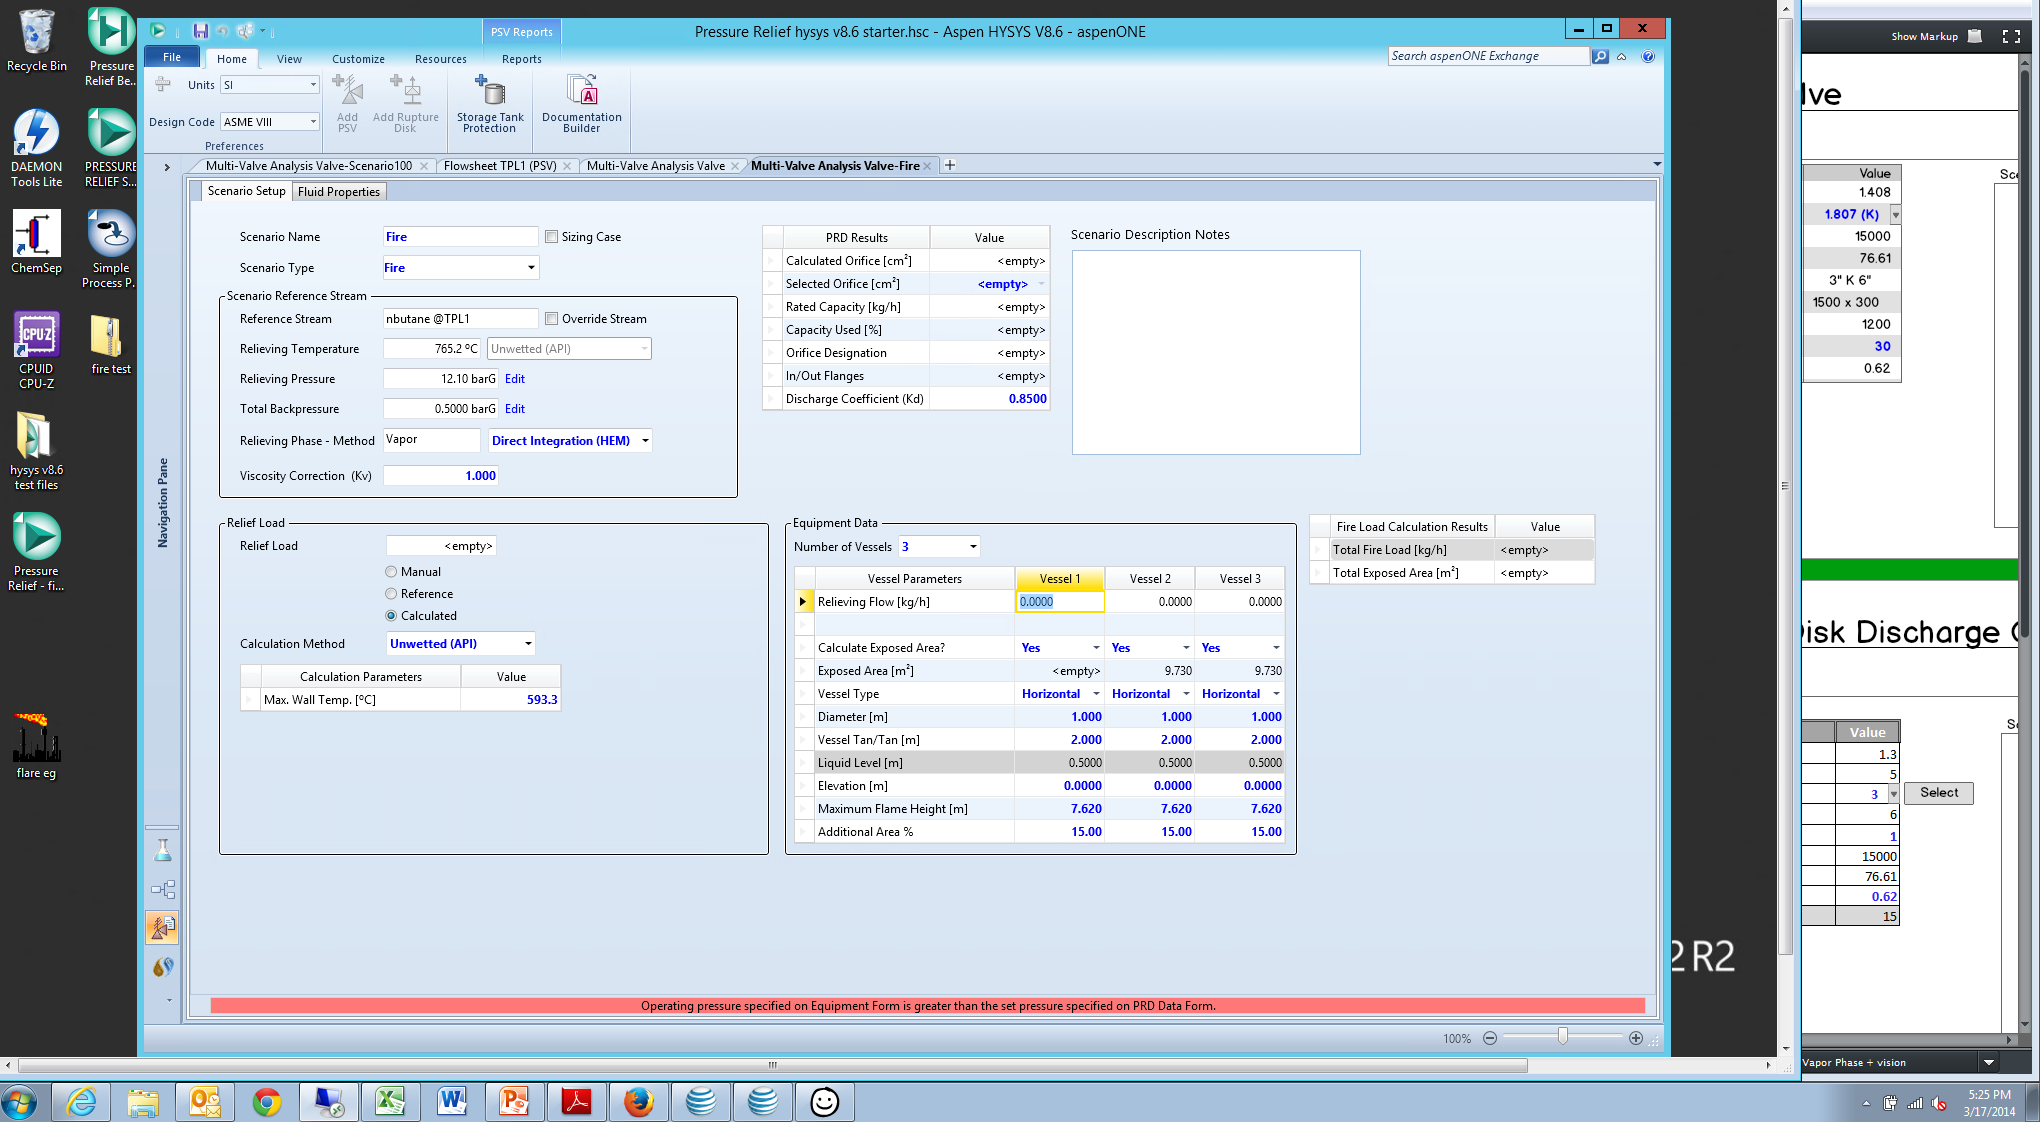 Recycle Bin
Pressure Relief Be...
DAEMON Tools Lite
PRESSURE RELIEF S...
ChemSep
Simple Process P...
CPUID CPU-Z
fire test
hysys v8.6 test files
Pressure Relief - fi...
flare eg
PSV Reports
Pressure Relief hysys v8.6 starter.hsc - Aspen HYSYS V8.6 - aspenONE
File Home View Customize Resources Reports
Search aspenONE Exchange
Units SI
Design Code ASME VIII
Preferences
Add PSV
Add Rupture Disk
Storage Tank Protection
Documentation Builder
Multi-Valve Analysis Valve-Scenario100 Flowsheet TPL1 (PSV) Multi-Valve Analysis Valve Multi-Valve Analysis Valve-Fire
Scenario Setup Fluid Properties
Navigation Pane
Scenario Name Fire Sizing Case
Scenario Type Fire
Scenario Reference Stream
Reference Stream nbutane @TPL1 Override Stream
Relieving Temperature 765.2 °C Unwetted (API)
Relieving Pressure 12.10 barG Edit
Total Backpressure 0.5000 barG Edit
Relieving Phase - Method Vapor Direct Integration (HEM)
Viscosity Correction (Kv) 1.000
PRD Results Value
Calculated Orifice [cm²] <empty>
Selected Orifice [cm²] <empty>
Rated Capacity [kg/h] <empty>
Capacity Used [%] <empty>
Orifice Designation <empty>
In/Out Flanges <empty>
Discharge Coefficient (Kd) 0.8500
Scenario Description Notes
Relief Load
Relief Load <empty>
Manual
Reference
Calculated
Calculation Method Unwetted (API)
Calculation Parameters Value
Max. Wall Temp. [°C] 593.3
Equipment Data
Number of Vessels 3
Vessel Parameters Vessel 1 Vessel 2 Vessel 3
Relieving Flow [kg/h] 0.0000 0.0000 0.0000
Calculate Exposed Area? Yes Yes Yes
Exposed Area [m²] <empty> 9.730 9.730
Vessel Type Horizontal Horizontal Horizontal
Diameter [m] 1.000 1.000 1.000
Vessel Tan/Tan [m] 2.000 2.000 2.000
Liquid Level [m] 0.5000 0.5000 0.5000
Elevation [m] 0.0000 0.0000 0.0000
Maximum Flame Height [m] 7.620 7.620 7.620
Additional Area % 15.00 15.00 15.00
Fire Load Calculation Results Value
Total Fire Load [kg/h] <empty>
Total Exposed Area [m²] <empty>
Operating pressure specified on Equipment Form is greater than the set pressure specified on PRD Data Form.
100%
2 R2
Show Markup
lve
Value
1.408
1.807 (K)
15000
76.61
3" K 6"
1500 x 300
1200
30
0.62
Sce
Disk Discharge C
Value
1.3
5
3 Select
6
1
15000
76.61
0.62
15
Vapor Phase + vision
5:25 PM
3/17/2014